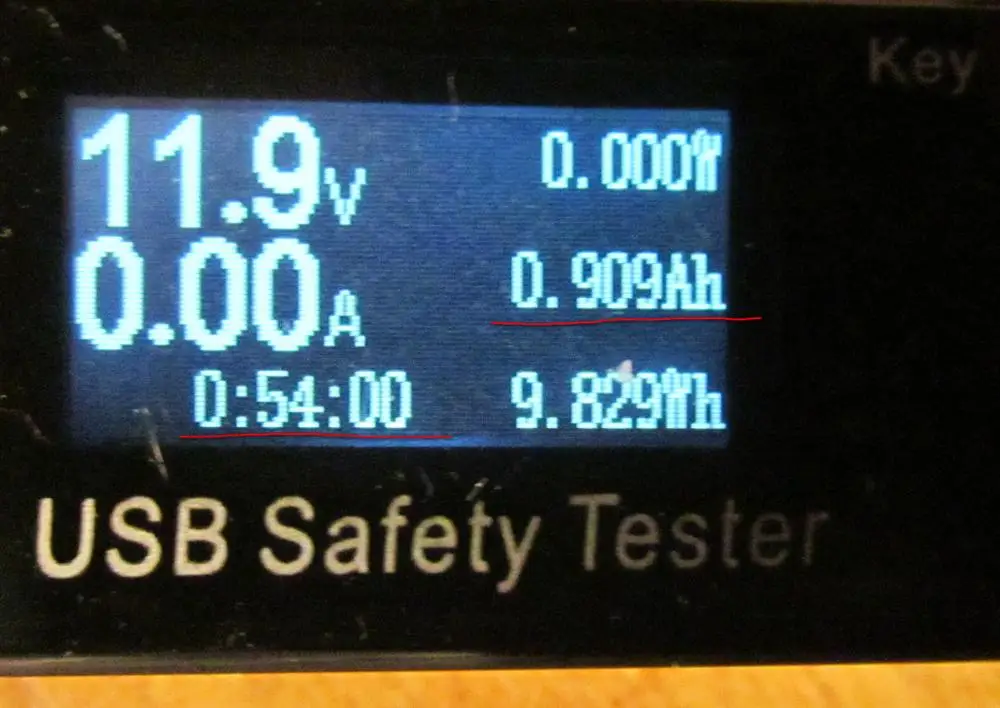 Key
11.9V 0.000W
0.00A 0.909Ah
0:54:00 9.829Wh
USB Safety Tester